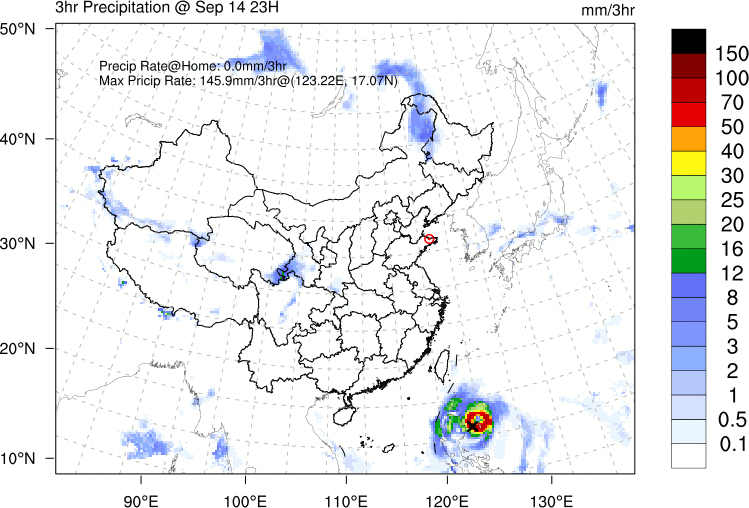 3hr Precipitation @ Sep 14 23H
mm/3hr
Precip Rate@Home: 0.0mm/3hr
Max Pricip Rate: 145.9mm/3hr@(123.22E, 17.07N)
50°N
40°N
30°N
20°N
10°N
90°E
100°E
110°E
120°E
130°E
150
100
70
60
50
40
30
25
20
16
12
8
5
3
2
1
0.5
0.1